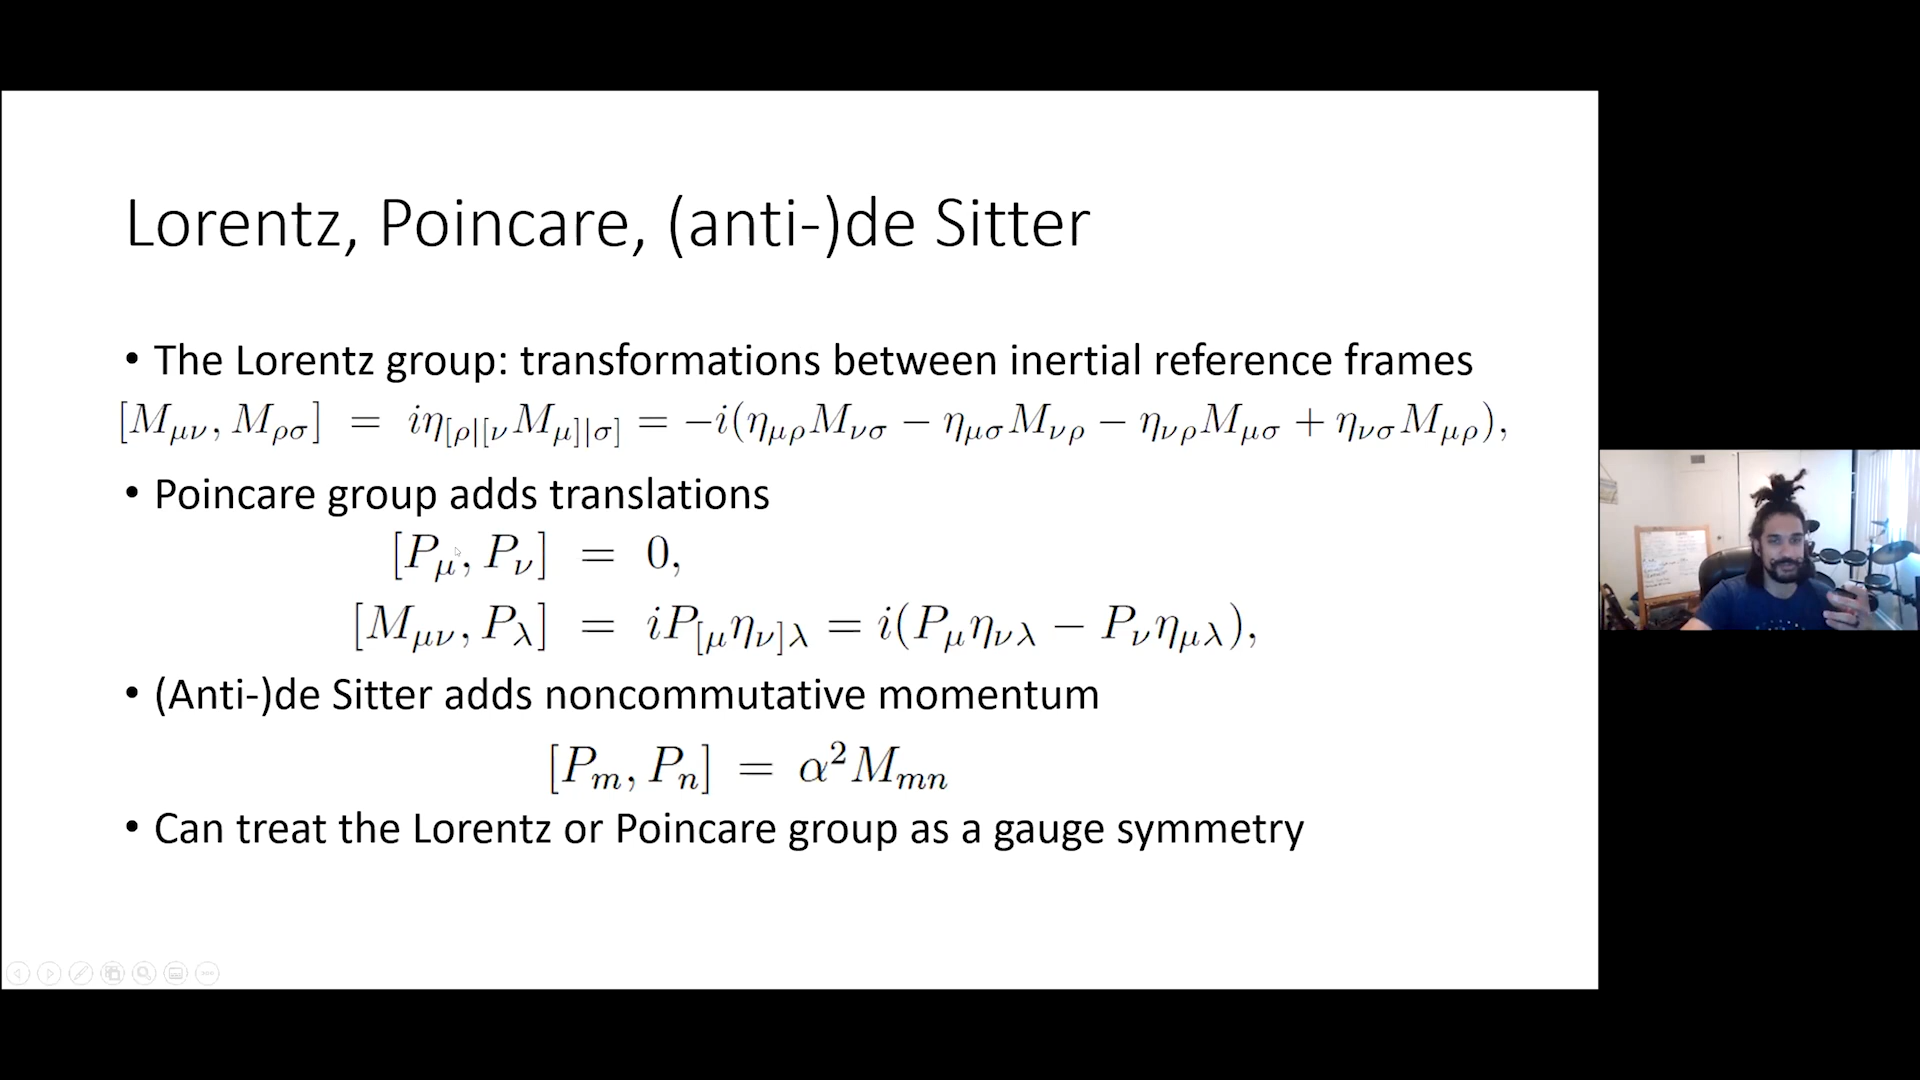 Lorentz, Poincare, (anti-)de Sitter
• The Lorentz group: transformations between inertial reference frames
[M_{μν}, M_{ρσ}] = iη_{[ρ|[ν}M_{μ]|σ]} = −i(η_{μρ}M_{νσ} − η_{μσ}M_{νρ} − η_{νρ}M_{μσ} + η_{νσ}M_{μρ}),
• Poincare group adds translations
[P_μ, P_ν] = 0,
[M_{μν}, P_λ] = iP_{[μ}η_{ν]λ} = i(P_μη_{νλ} − P_νη_{μλ}),
• (Anti-)de Sitter adds noncommutative momentum
[P_m, P_n] = α²M_{mn}
• Can treat the Lorentz or Poincare group as a gauge symmetry